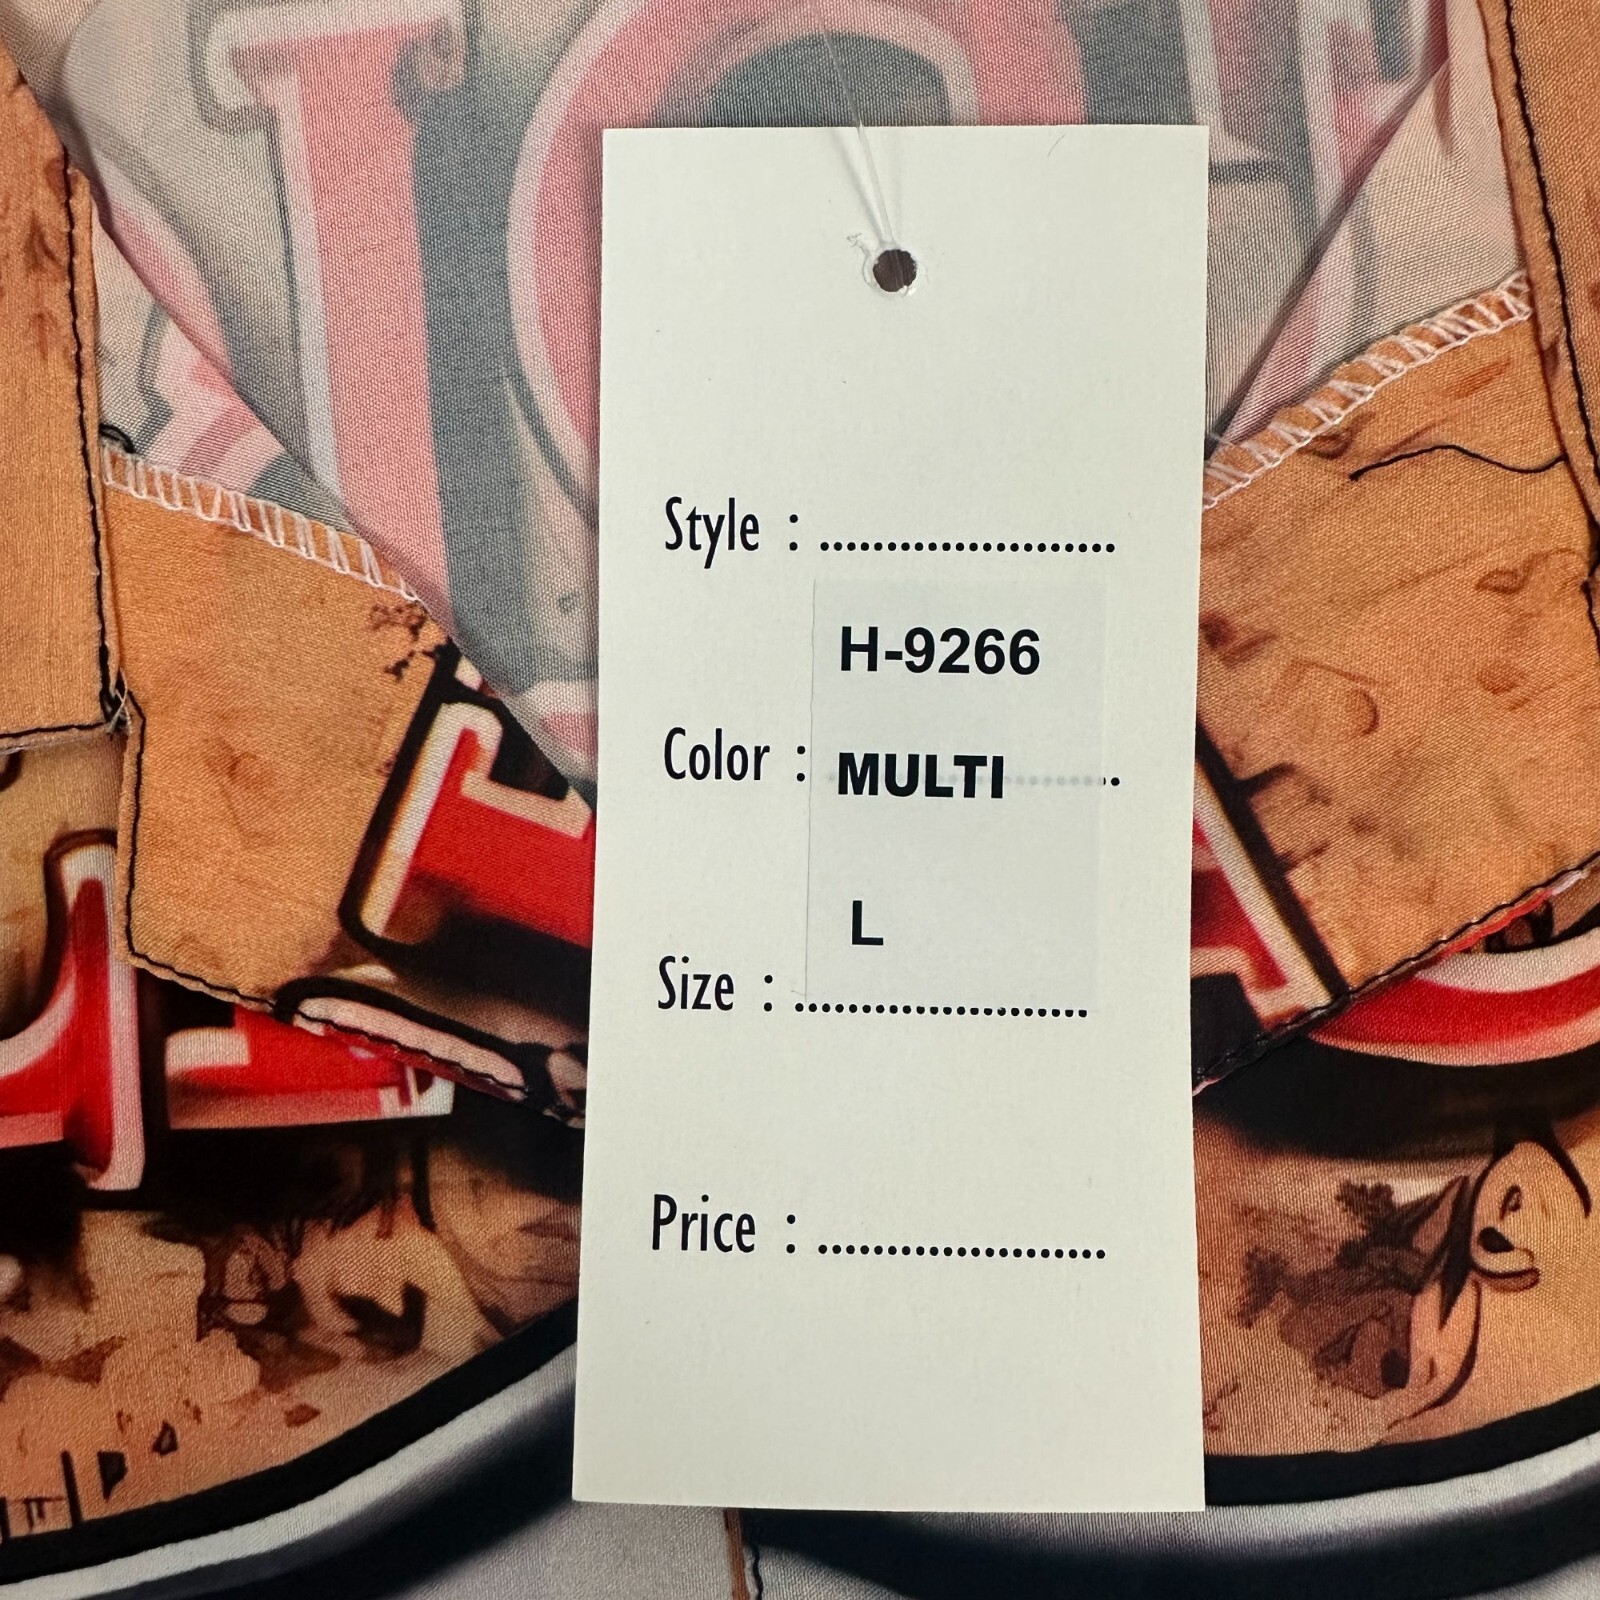 Style : ......................
H-9266
Color : MULTI ..
L
Size : ......................
Price : ......................